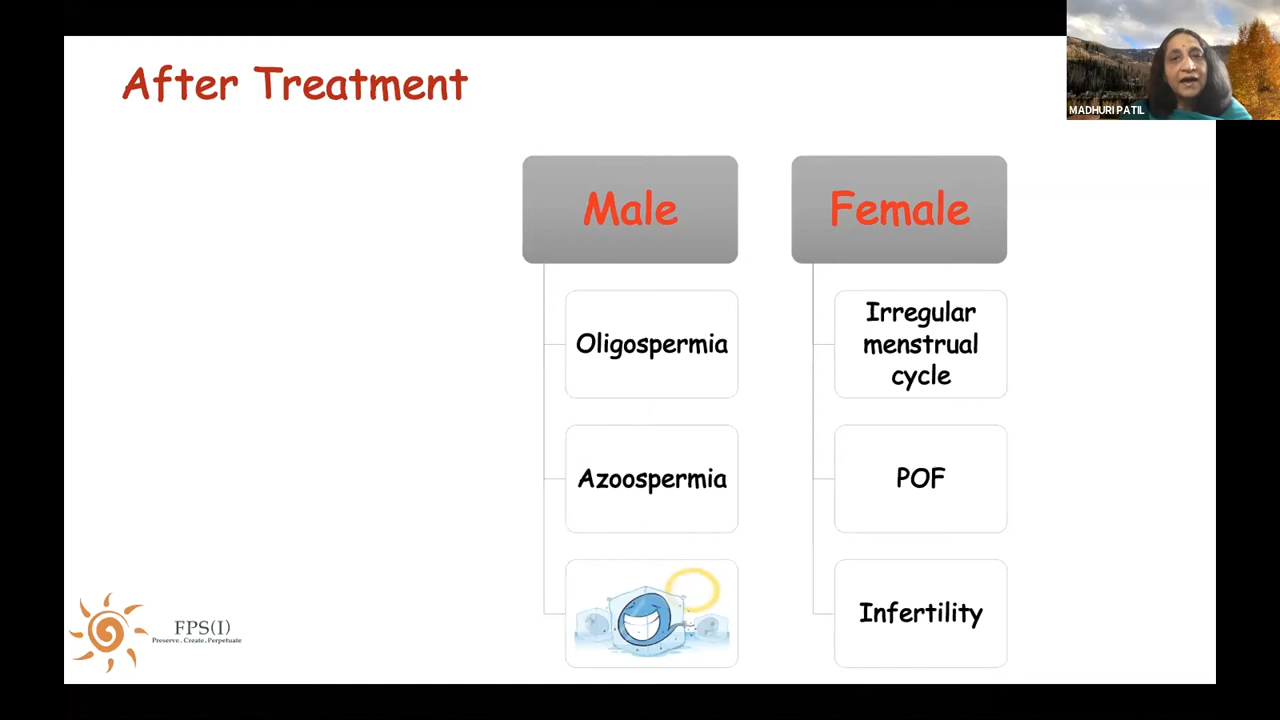 After Treatment
MADHURI PATIL
Male
Female
Oligospermia
Irregular
menstrual
cycle
Azoospermia
POF
Infertility
FPS(I)
Preserve . Create . Perpetuate